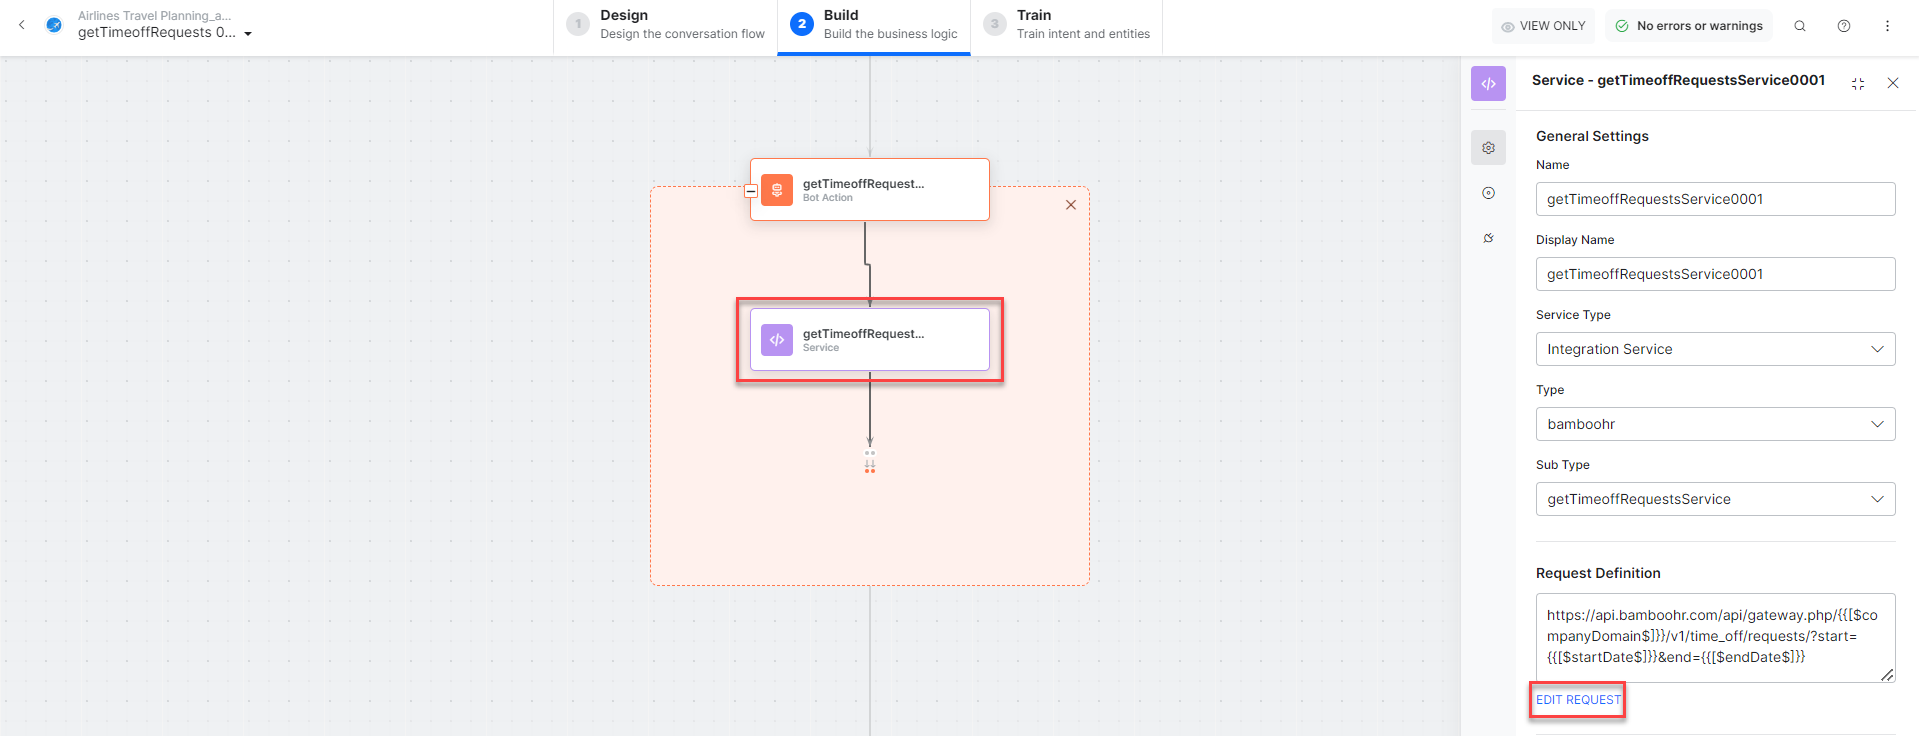 Airlines Travel Planning_a...
getTimeoffRequests 0...
1
Design
Design the conversation flow
2
Build
Build the business logic
3
Train
Train intent and entities
VIEW ONLY
No errors or warnings
getTimeoffRequest...
Bot Action
getTimeoffRequest...
Service
Service - getTimeoffRequestsService0001
General Settings
Name
getTimeoffRequestsService0001
Display Name
getTimeoffRequestsService0001
Service Type
Integration Service
Type
bamboohr
Sub Type
getTimeoffRequestsService
Request Definition
https://api.bamboohr.com/api/gateway.php/{{[$co
mpanyDomain$]}}/v1/time_off/requests/?start=
{{[$startDate$]}}&end={{[$endDate$]}}
EDIT REQUEST